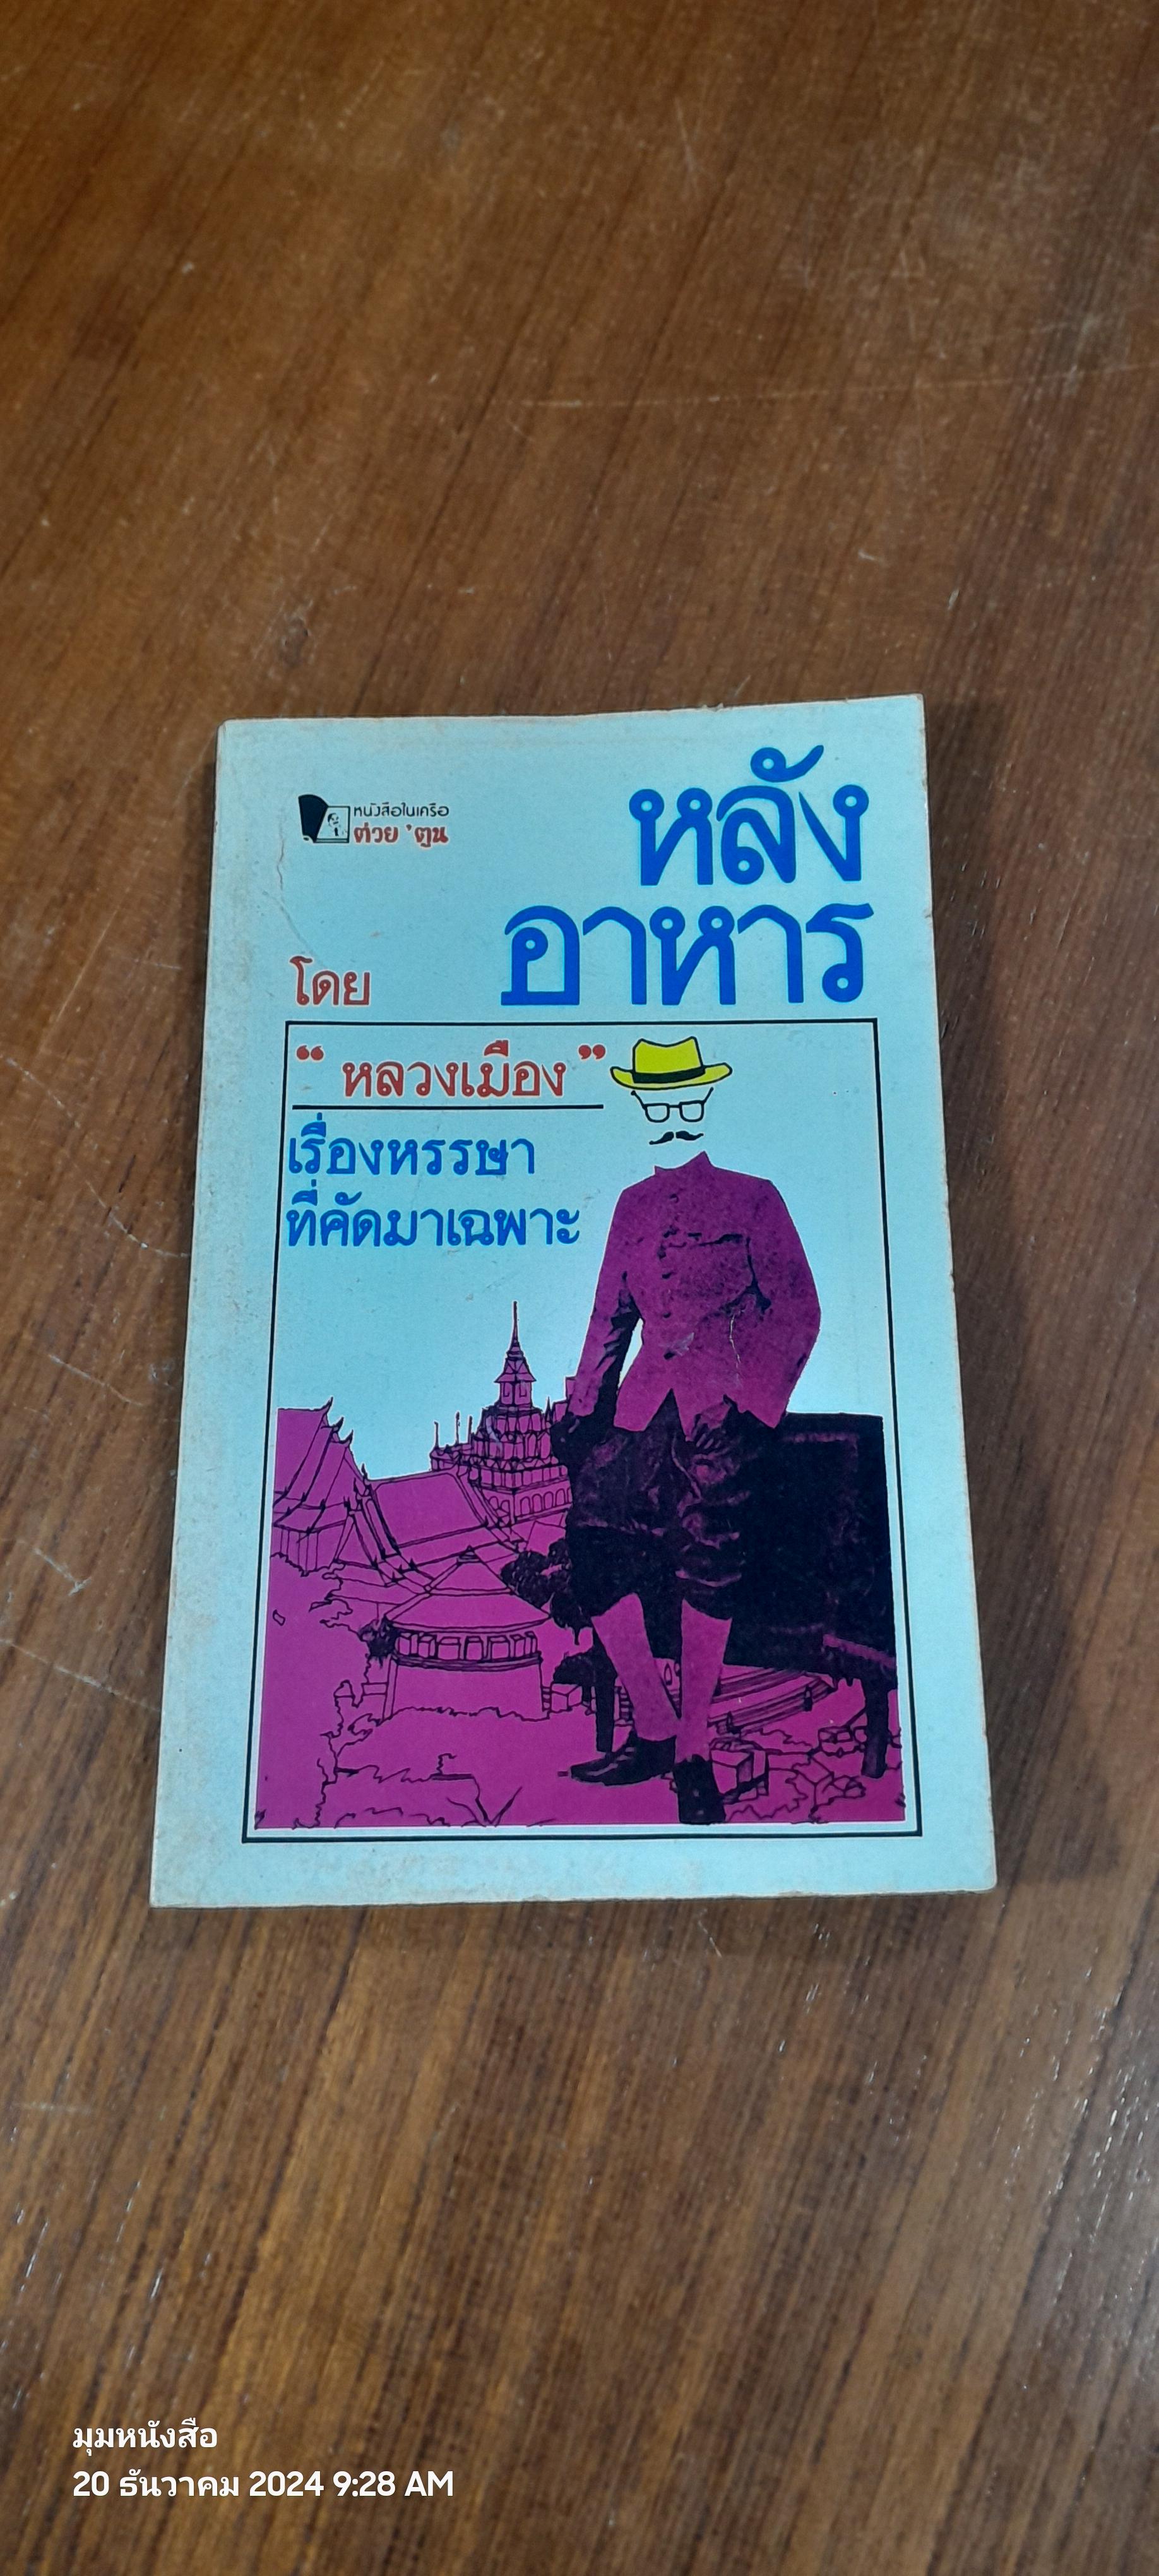 หนังสือในเครือ
ต่วย 'ตูน
หลัง
อาหาร
โดย
“ หลวงเมือง ”
เรื่องหรรษา
ที่คัดมาเฉพาะ
มุมหนังสือ
20 ธันวาคม 2024 9:28 AM